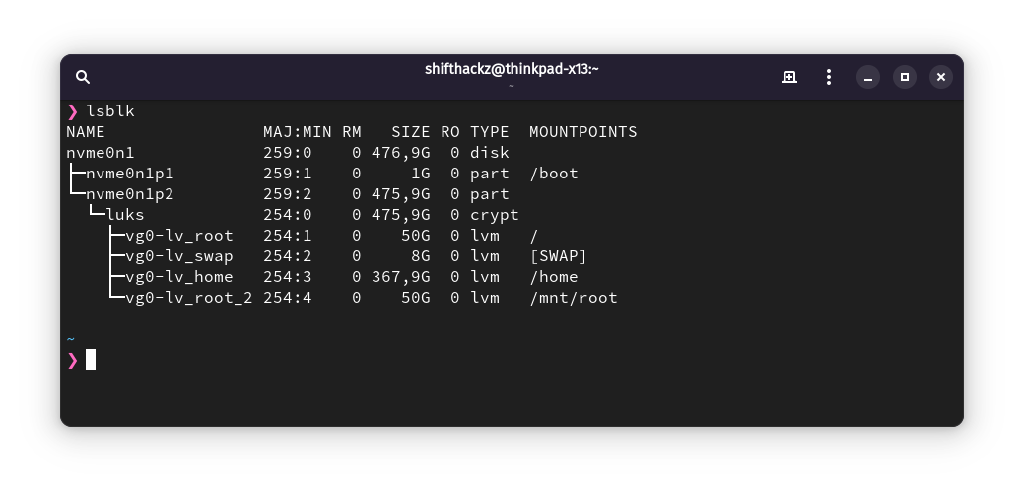 shifthackz@thinkpad-x13:~
~
❯ lsblk
NAME                MAJ:MIN RM   SIZE RO TYPE  MOUNTPOINTS
nvme0n1             259:0    0 476,9G  0 disk
├─nvme0n1p1         259:1    0     1G  0 part  /boot
└─nvme0n1p2         259:2    0 475,9G  0 part
  └─luks            254:0    0 475,9G  0 crypt
    ├─vg0-lv_root   254:1    0    50G  0 lvm   /
    ├─vg0-lv_swap   254:2    0     8G  0 lvm   [SWAP]
    ├─vg0-lv_home   254:3    0 367,9G  0 lvm   /home
    └─vg0-lv_root_2 254:4    0    50G  0 lvm   /mnt/root
~
❯